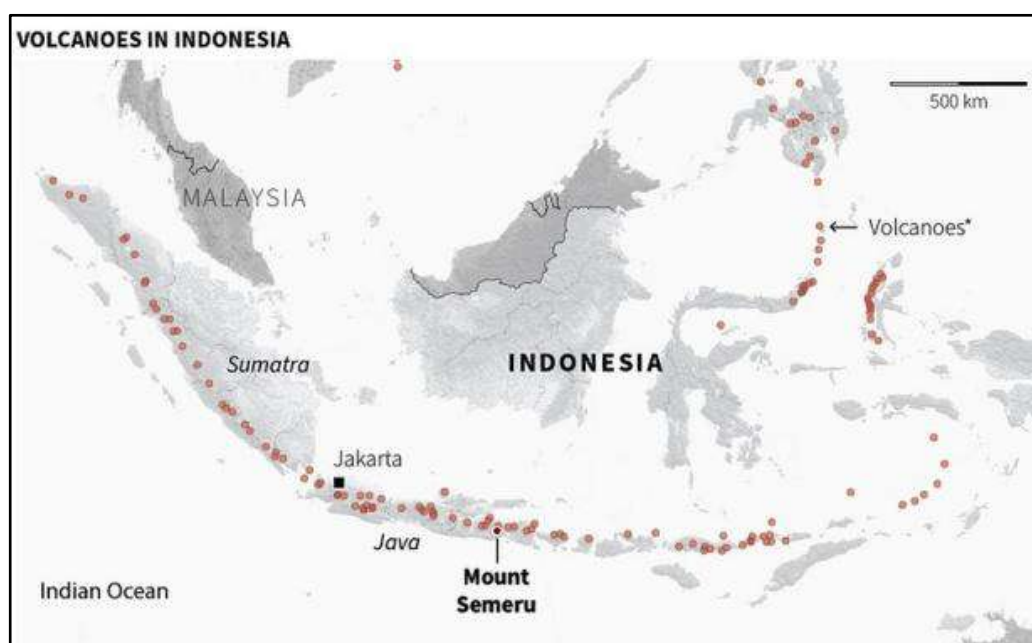 VOLCANOES IN INDONESIA
500 km
MALAYSIA
Volcanoes*
Sumatra
INDONESIA
Jakarta
Java
Mount
Semeru
Indian Ocean